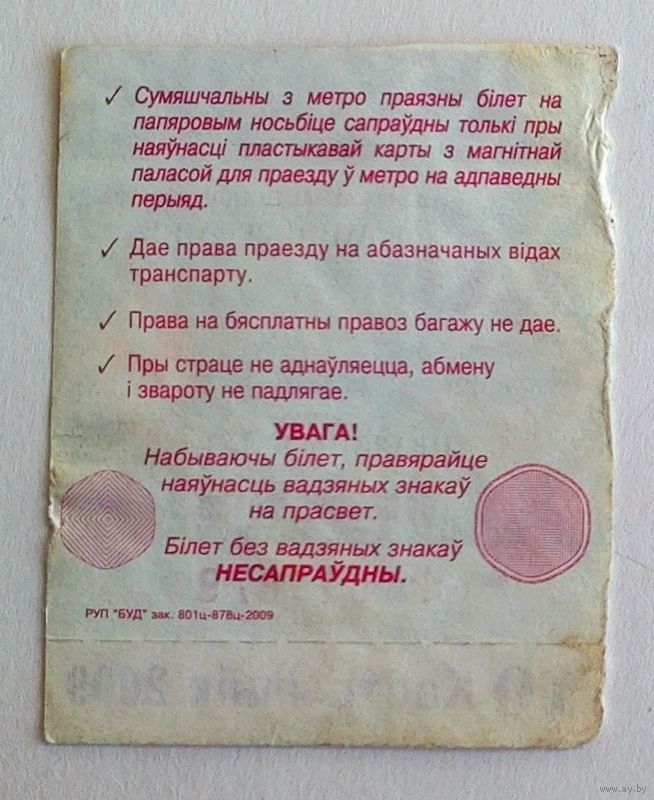 ✓ Сумяшчальны з метро праязны білет на
папяровым носьбіце сапраўдны толькі пры
наяўнасці пластыкавай карты з магнітнай
паласой для праезду ў метро на адпаведны
перыяд.
✓ Дае права праезду на абазначаных відах
транспарту.
✓ Права на бясплатны правоз багажу не дае.
✓ Пры страце не аднаўляецца, абмену
і звароту не падлягае.
УВАГА!
Набываючы білет, правярайце
наяўнасць вадзяных знакаў
на прасвет.
Білет без вадзяных знакаў
НЕСАПРАЎДНЫ.
РУП "БУД" зак. 801ц-878ц-2009
www.ay.by